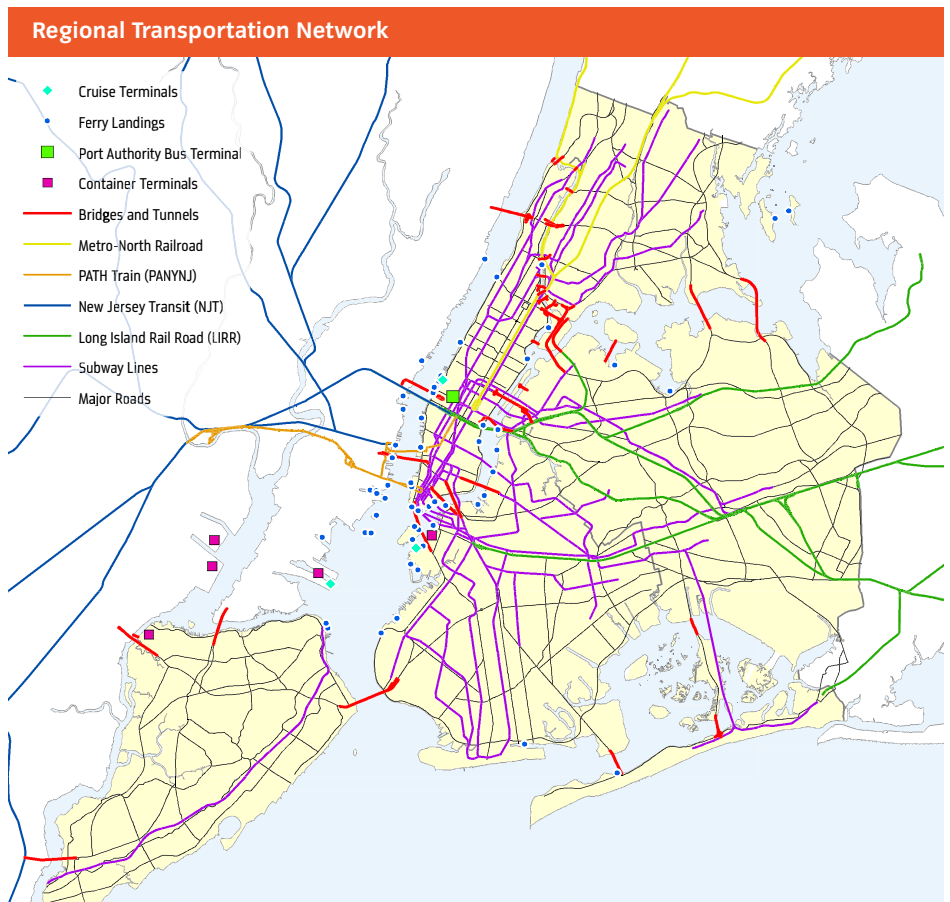 Regional Transportation Network
Cruise Terminals
Ferry Landings
Port Authority Bus Terminal
Container Terminals
Bridges and Tunnels
Metro-North Railroad
PATH Train (PANYNJ)
New Jersey Transit (NJT)
Long Island Rail Road (LIRR)
Subway Lines
Major Roads